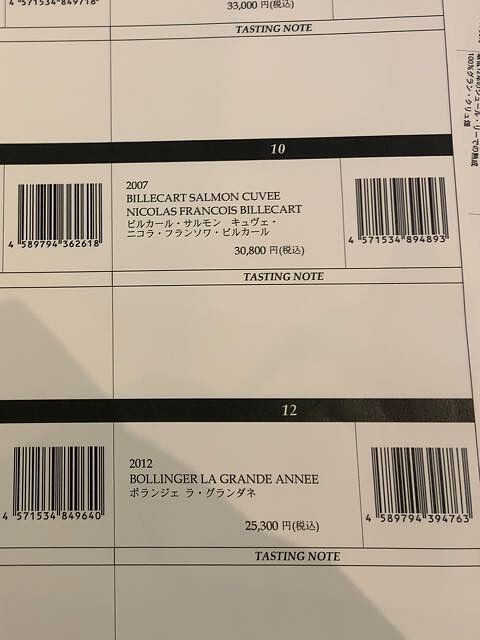 4 571534 849718
33,000 円(税込)
TASTING NOTE
100%グラン・クリュ畑
10
4 589794 362618
2007
BILLECART SALMON CUVEE
NICOLAS FRANCOIS BILLECART
ビルカール・サルモン キュヴェ・
ニコラ・フランソワ・ビルカール
30,800 円(税込)
4 571534 894893
TASTING NOTE
12
4 571534 849640
2012
BOLLINGER LA GRANDE ANNEE
ボランジェ ラ・グランダネ
25,300 円(税込)
4 589794 394763
TASTING NOTE